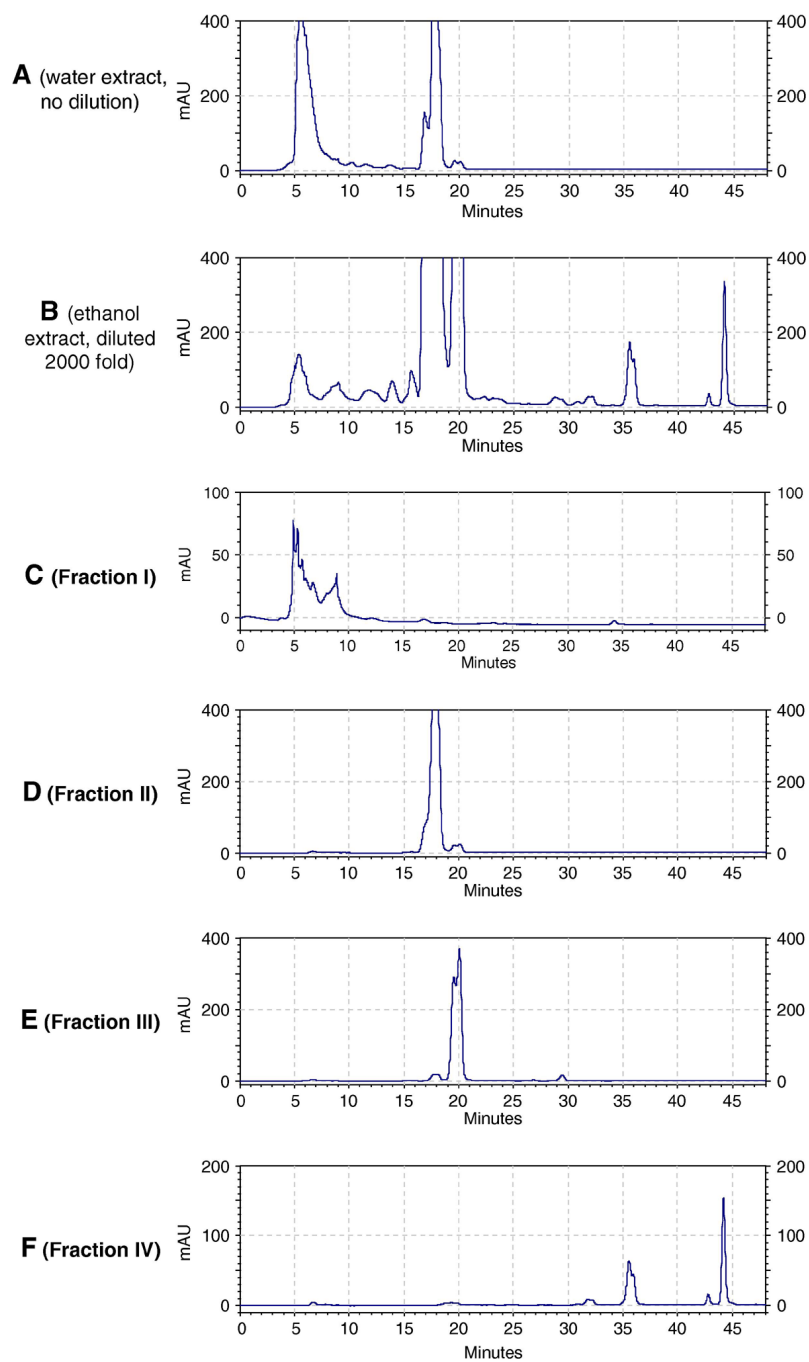 A (water extract,
no dilution)
mAU
400
200
0
400
200
0
0 5 10 15 20 25 30 35 40 45
Minutes
B (ethanol
extract, diluted
2000 fold)
mAU
400
200
0
400
200
0
0 5 10 15 20 25 30 35 40 45
Minutes
C (Fraction I)
mAU
100
50
0
100
50
0
0 5 10 15 20 25 30 35 40 45
Minutes
D (Fraction II)
mAU
400
200
0
400
200
0
0 5 10 15 20 25 30 35 40 45
Minutes
E (Fraction III)
mAU
400
200
0
400
200
0
0 5 10 15 20 25 30 35 40 45
Minutes
F (Fraction IV)
mAU
200
100
0
200
100
0
0 5 10 15 20 25 30 35 40 45
Minutes